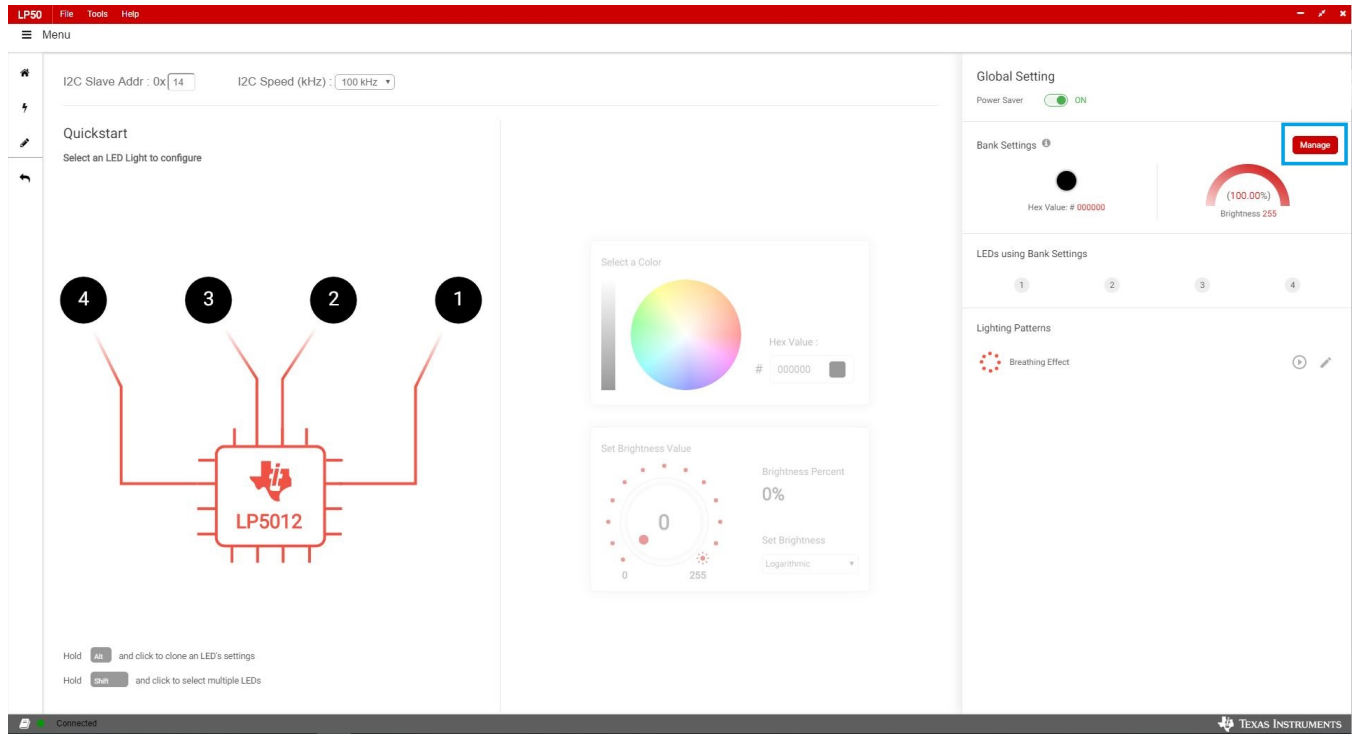 LP50 File Tools Help
Menu
I2C Slave Addr : 0x 14 I2C Speed (kHz) : 100 kHz
Quickstart
Select an LED Light to configure
4 3 2 1
LP5012
Hold Alt and click to clone an LED's settings
Hold Shift and click to select multiple LEDs
Select a Color
Hex Value :
# 000000
Set Brightness Value
Brightness Percent
0%
0
Set Brightness
Logarithmic
0 255
Global Setting
Power Saver ON
Bank Settings Manage
(100.00%)
Hex Value: # 000000
Brightness 255
LEDs using Bank Settings
1 2 3 4
Lighting Patterns
Breathing Effect
Connected
TEXAS INSTRUMENTS